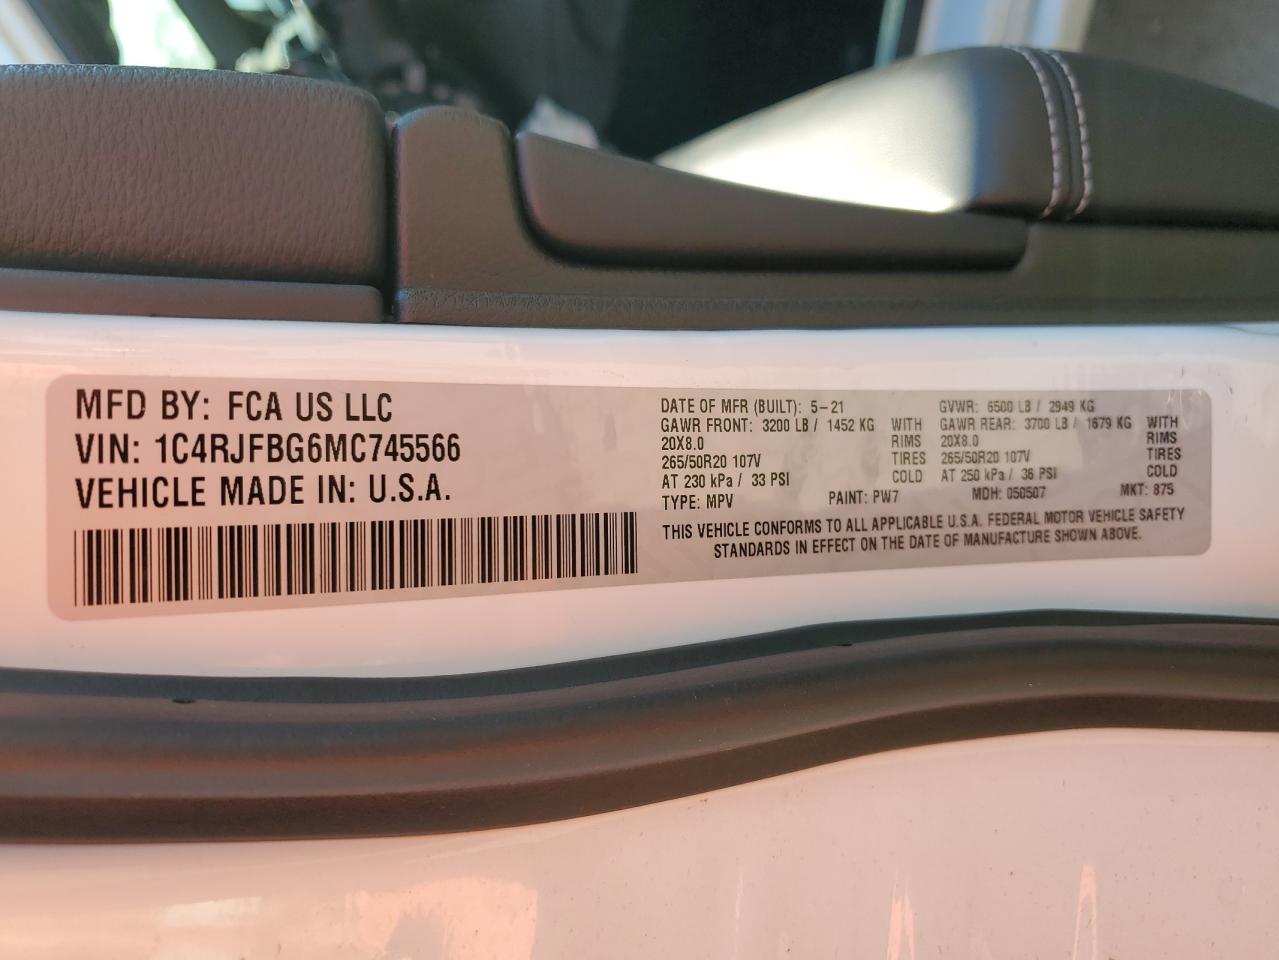 MFD BY: FCA US LLC
VIN: 1C4RJFBG6MC745566
VEHICLE MADE IN: U.S.A.
DATE OF MFR (BUILT): 5-21
GAWR FRONT: 3200 LB / 1452 KG WITH
20X8.0 RIMS
265/50R20 107V TIRES
AT 230 kPa / 33 PSI COLD
GVWR: 6500 LB / 2949 KG
GAWR REAR: 3700 LB / 1679 KG WITH
20X8.0 RIMS
265/50R20 107V TIRES
AT 250 kPa / 36 PSI COLD
TYPE: MPV PAINT: PW7 MDH: 050507 MKT: 875
THIS VEHICLE CONFORMS TO ALL APPLICABLE U.S.A. FEDERAL MOTOR VEHICLE SAFETY
STANDARDS IN EFFECT ON THE DATE OF MANUFACTURE SHOWN ABOVE.